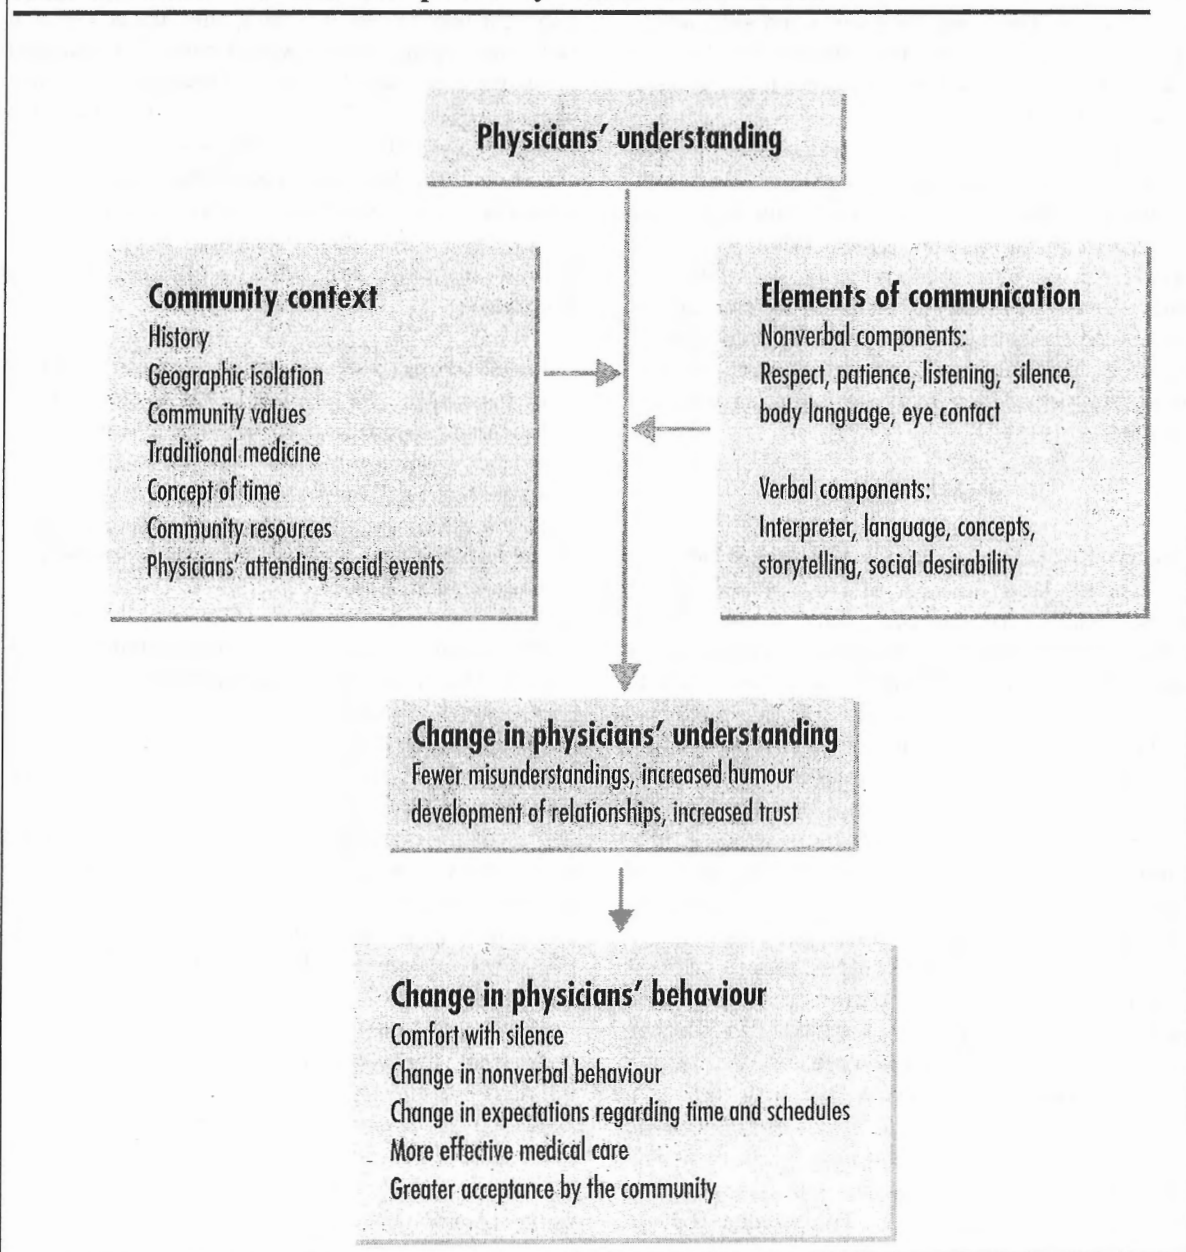 Physicians' understanding
Community context
History
Geographic isolation
Community values
Traditional medicine
Concept of time
Community resources
Physicians' attending social events
Elements of communication
Nonverbal components:
Respect, patience, listening, silence,
body language, eye contact
Verbal components:
Interpreter, language, concepts,
storytelling, social desirability
Change in physicians' understanding
Fewer misunderstandings, increased humour
development of relationships, increased trust
Change in physicians' behaviour
Comfort with silence
Change in nonverbal behaviour
Change in expectations regarding time and schedules
More effective medical care
Greater acceptance by the community